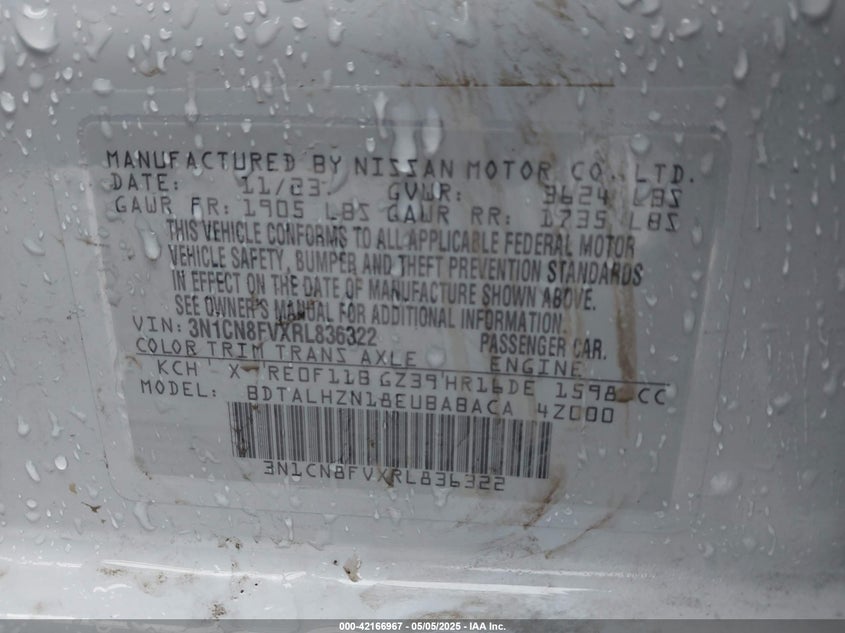 MANUFACTURED BY NISSAN MOTOR CO., LTD.
DATE: 11/23 GVWR: 3624 LBS
GAWR FR: 1905 LBS GAWR RR: 1735 LBS
THIS VEHICLE CONFORMS TO ALL APPLICABLE FEDERAL MOTOR
VEHICLE SAFETY, BUMPER AND THEFT PREVENTION STANDARDS
IN EFFECT ON THE DATE OF MANUFACTURE SHOWN ABOVE.
SEE OWNER'S MANUAL FOR ADDITIONAL INFORMATION.
VIN: 3N1CN8FVXRL836322 PASSENGER CAR.
COLOR TRIM TRANS AXLE ENGINE
KCH X RE0F11B GZ39 HR16DE 1598 CC
MODEL: BDTALHZN18EUBABACA 4Z000
3N1CN8FVXRL836322
000-42166967 - 05/05/2025 - IAA Inc.